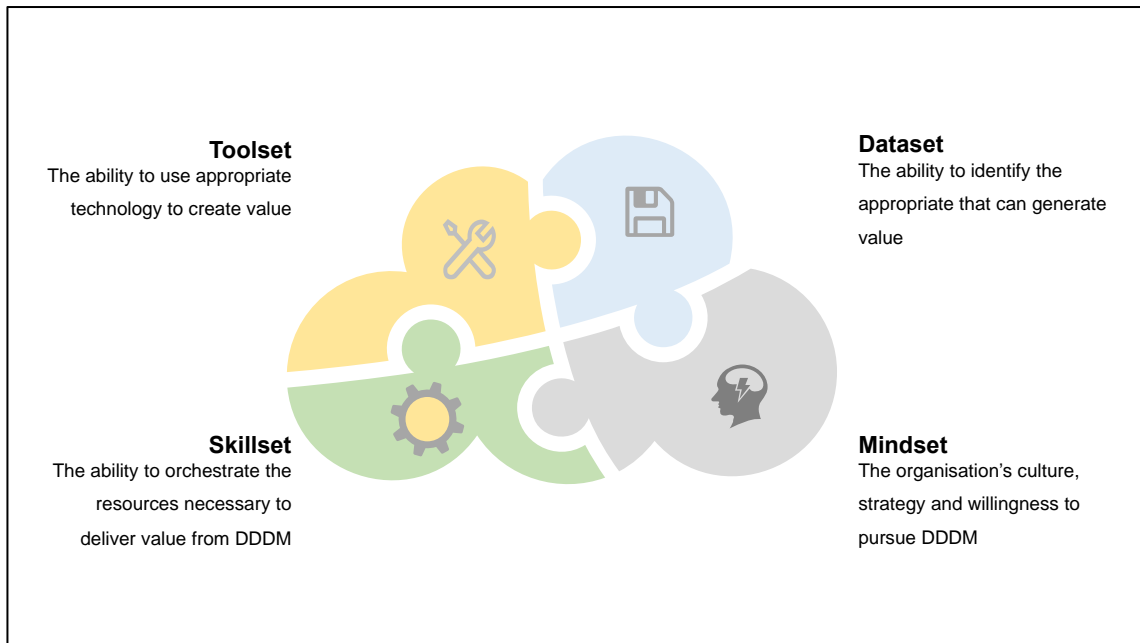 Toolset
The ability to use appropriate
technology to create value
Dataset
The ability to identify the
appropriate that can generate
value
Skillset
The ability to orchestrate the
resources necessary to
deliver value from DDDM
Mindset
The organisation’s culture,
strategy and willingness to
pursue DDDM